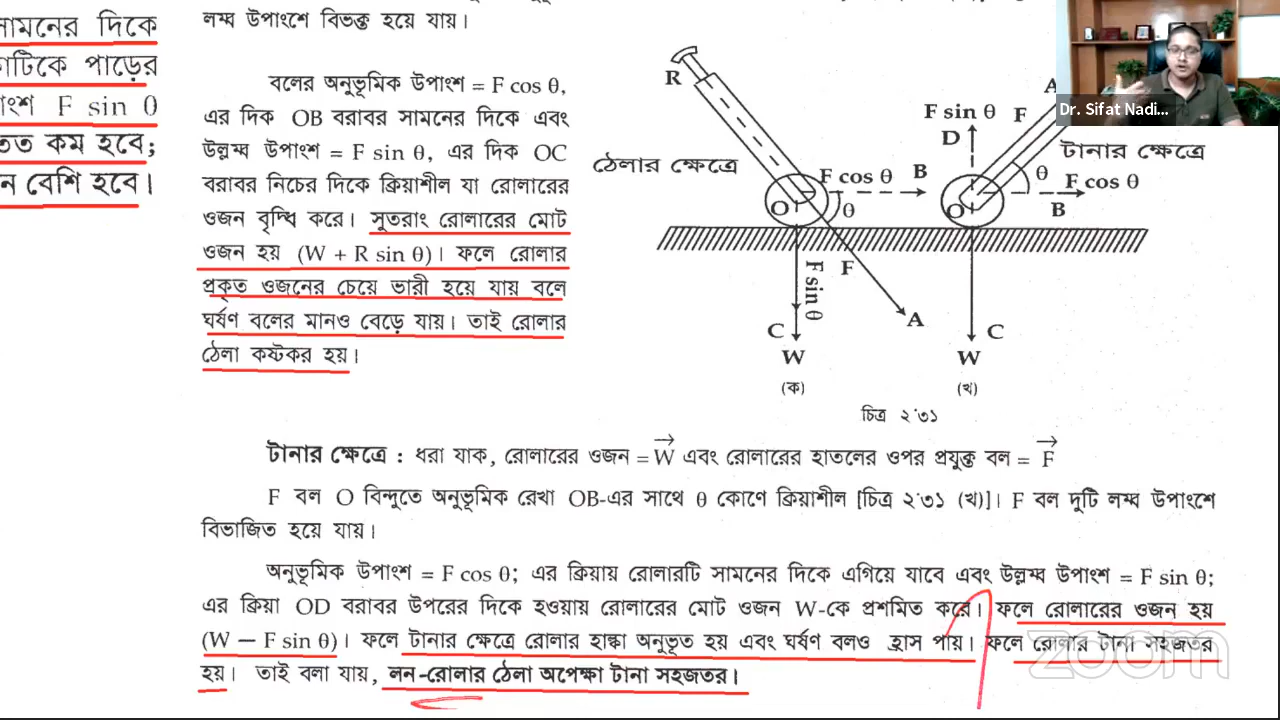 সামনের দিকে
পাড়ের
F sin θ
কম হবে;
বেশি হবে।
লম্ব উপাংশে বিভক্ত হয়ে যায়।
বলের অনুভূমিক উপাংশ = F cos θ,
এর দিক OB বরাবর সামনের দিকে এবং
উল্লম্ব উপাংশ = F sin θ, এর দিক OC
বরাবর নিচের দিকে ক্রিয়াশীল যা রোলারের
ওজন বৃদ্ধি করে। সুতরাং রোলারের মোট
ওজন হয় (W + R sin θ)। ফলে রোলার
প্রকৃত ওজনের চেয়ে ভারী হয়ে যায় বলে
ঘর্ষণ বলের মানও বেড়ে যায়। তাই রোলার
ঠেলা কষ্টকর হয়।
R
ঠেলার ক্ষেত্রে
F cos θ B
O
θ
F sin θ
F
A
C
W
(ক)
A
F sin θ F
D
টানার ক্ষেত্রে
θ
F cos θ
B
O
C
W
(খ)
চিত্র ২'৩১
Dr. Sifat Nadi...
টানার ক্ষেত্রে : ধরা যাক, রোলারের ওজন = W⃗ এবং রোলারের হাতলের ওপর প্রযুক্ত বল = F⃗
F বল O বিন্দুতে অনুভূমিক রেখা OB-এর সাথে θ কোণে ক্রিয়াশীল [চিত্র ২'৩১ (খ)]। F বল দুটি লম্ব উপাংশে
বিভাজিত হয়ে যায়।
অনুভূমিক উপাংশ = F cos θ; এর ক্রিয়ায় রোলারটি সামনের দিকে এগিয়ে যাবে এবং উল্লম্ব উপাংশ = F sin θ;
এর ক্রিয়া OD বরাবর উপরের দিকে হওয়ায় রোলারের মোট ওজন W-কে প্রশমিত করে। ফলে রোলারের ওজন হয়
(W – F sin θ)। ফলে টানার ক্ষেত্রে রোলার হাল্কা অনুভূত হয় এবং ঘর্ষণ বলও হ্রাস পায়। ফলে রোলার টানা সহজতর
হয়। তাই বলা যায়, লন-রোলার ঠেলা অপেক্ষা টানা সহজতর।
zoom